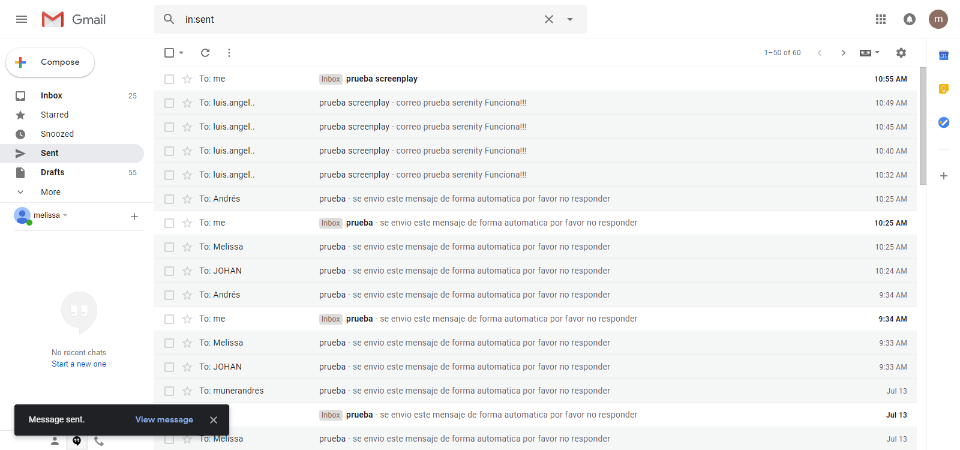 Gmail
in:sent
m
Compose
1–50 of 60
31
Inbox 25
Starred
Snoozed
Sent
Drafts 55
More
melissa
No recent chats
Start a new one
To: me Inbox prueba screenplay 10:55 AM
To: luis.angel.. prueba screenplay - correo prueba serenity Funciona!!! 10:49 AM
To: luis.angel.. prueba screenplay - correo prueba serenity Funciona!!! 10:45 AM
To: luis.angel.. prueba screenplay - correo prueba serenity Funciona!!! 10:40 AM
To: luis.angel.. prueba screenplay - correo prueba serenity Funciona!!! 10:32 AM
To: Andrés prueba - se envio este mensaje de forma automatica por favor no responder 10:25 AM
To: me Inbox prueba - se envio este mensaje de forma automatica por favor no responder 10:25 AM
To: Melissa prueba - se envio este mensaje de forma automatica por favor no responder 10:25 AM
To: JOHAN prueba - se envio este mensaje de forma automatica por favor no responder 10:24 AM
To: Andrés prueba - se envio este mensaje de forma automatica por favor no responder 9:34 AM
To: me Inbox prueba - se envio este mensaje de forma automatica por favor no responder 9:34 AM
To: Melissa prueba - se envio este mensaje de forma automatica por favor no responder 9:33 AM
To: JOHAN prueba - se envio este mensaje de forma automatica por favor no responder 9:33 AM
To: munerandres prueba - se envio este mensaje de forma automatica por favor no responder Jul 13
Inbox prueba - se envio este mensaje de forma automatica por favor no responder Jul 13
To: Melissa prueba - se envio este mensaje de forma automatica por favor no responder Jul 13
Message sent. View message